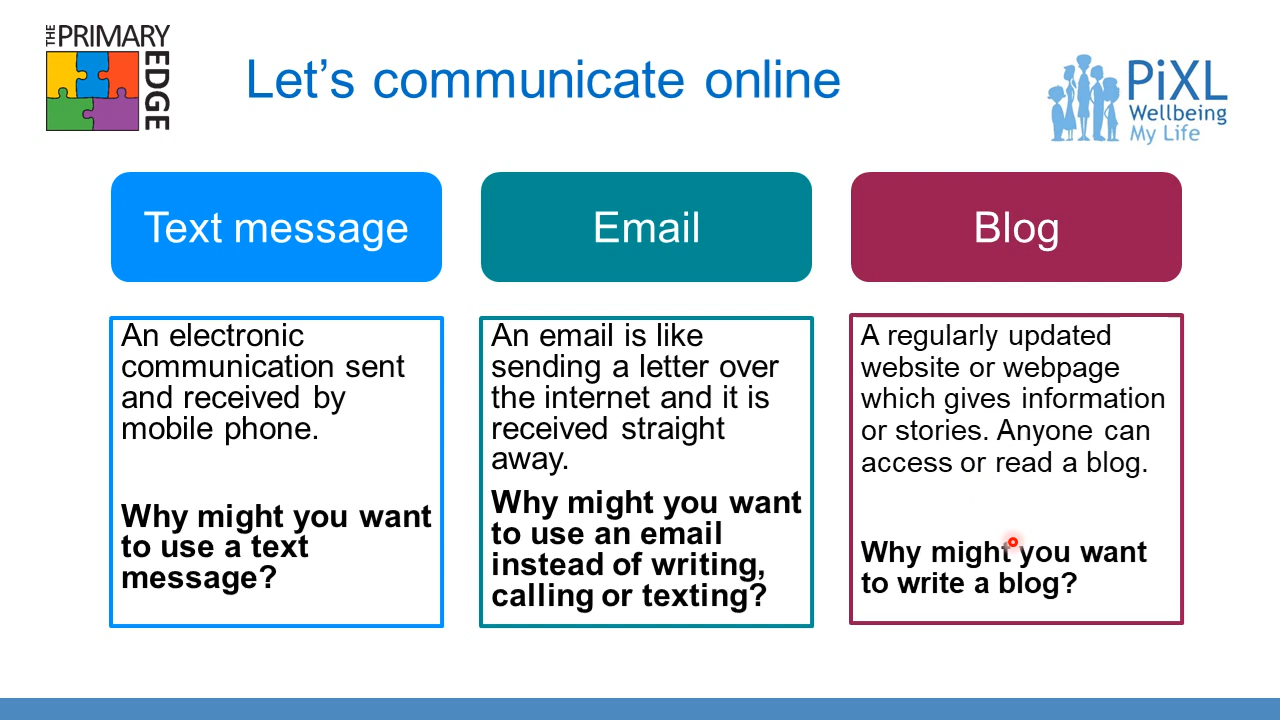 THE PRIMARY
EDGE
Let’s communicate online
PiXL
Wellbeing
My Life
Text message
An electronic
communication sent
and received by
mobile phone.
Why might you want
to use a text
message?
Email
An email is like
sending a letter over
the internet and it is
received straight
away.
Why might you want
to use an email
instead of writing,
calling or texting?
Blog
A regularly updated
website or webpage
which gives information
or stories. Anyone can
access or read a blog.
Why might you want
to write a blog?